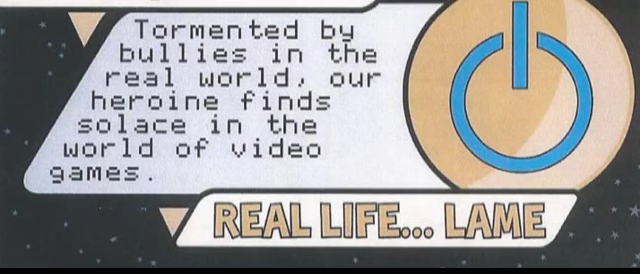 Tormented by
bullies in the
real world, our
heroine finds
solace in the
world of video
games.
REAL LIFE... LAME